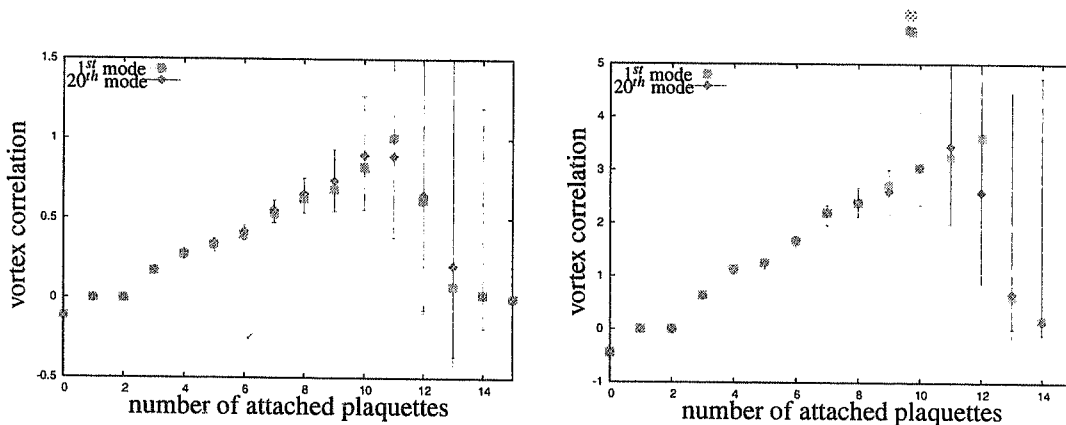 1.5
1
0.5
0
-0.5
1st mode
20th mode
vortex correlation
0 2 4 6 8 10 12 14
number of attached plaquettes
5
4
3
2
1
0
-1
1st mode
20th mode
vortex correlation
0 2 4 6 8 10 12 14
number of attached plaquettes